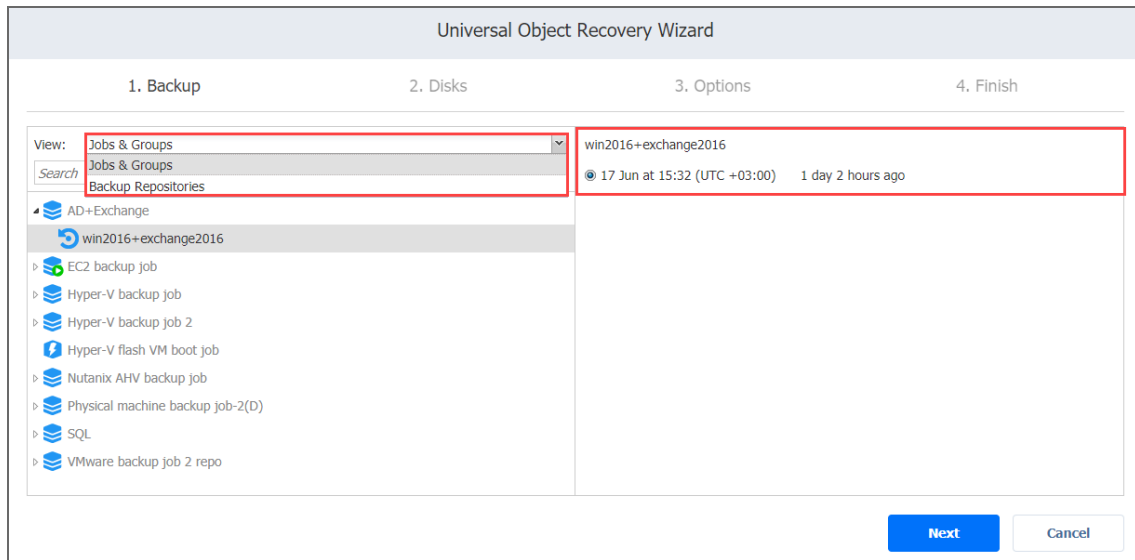 Universal Object Recovery Wizard
1. Backup
2. Disks
3. Options
4. Finish
View:
Jobs & Groups
Jobs & Groups
Backup Repositories
Search
AD+Exchange
win2016+exchange2016
EC2 backup job
Hyper-V backup job
Hyper-V backup job 2
Hyper-V flash VM boot job
Nutanix AHV backup job
Physical machine backup job-2(D)
SQL
VMware backup job 2 repo
win2016+exchange2016
17 Jun at 15:32 (UTC +03:00) 1 day 2 hours ago
Next
Cancel